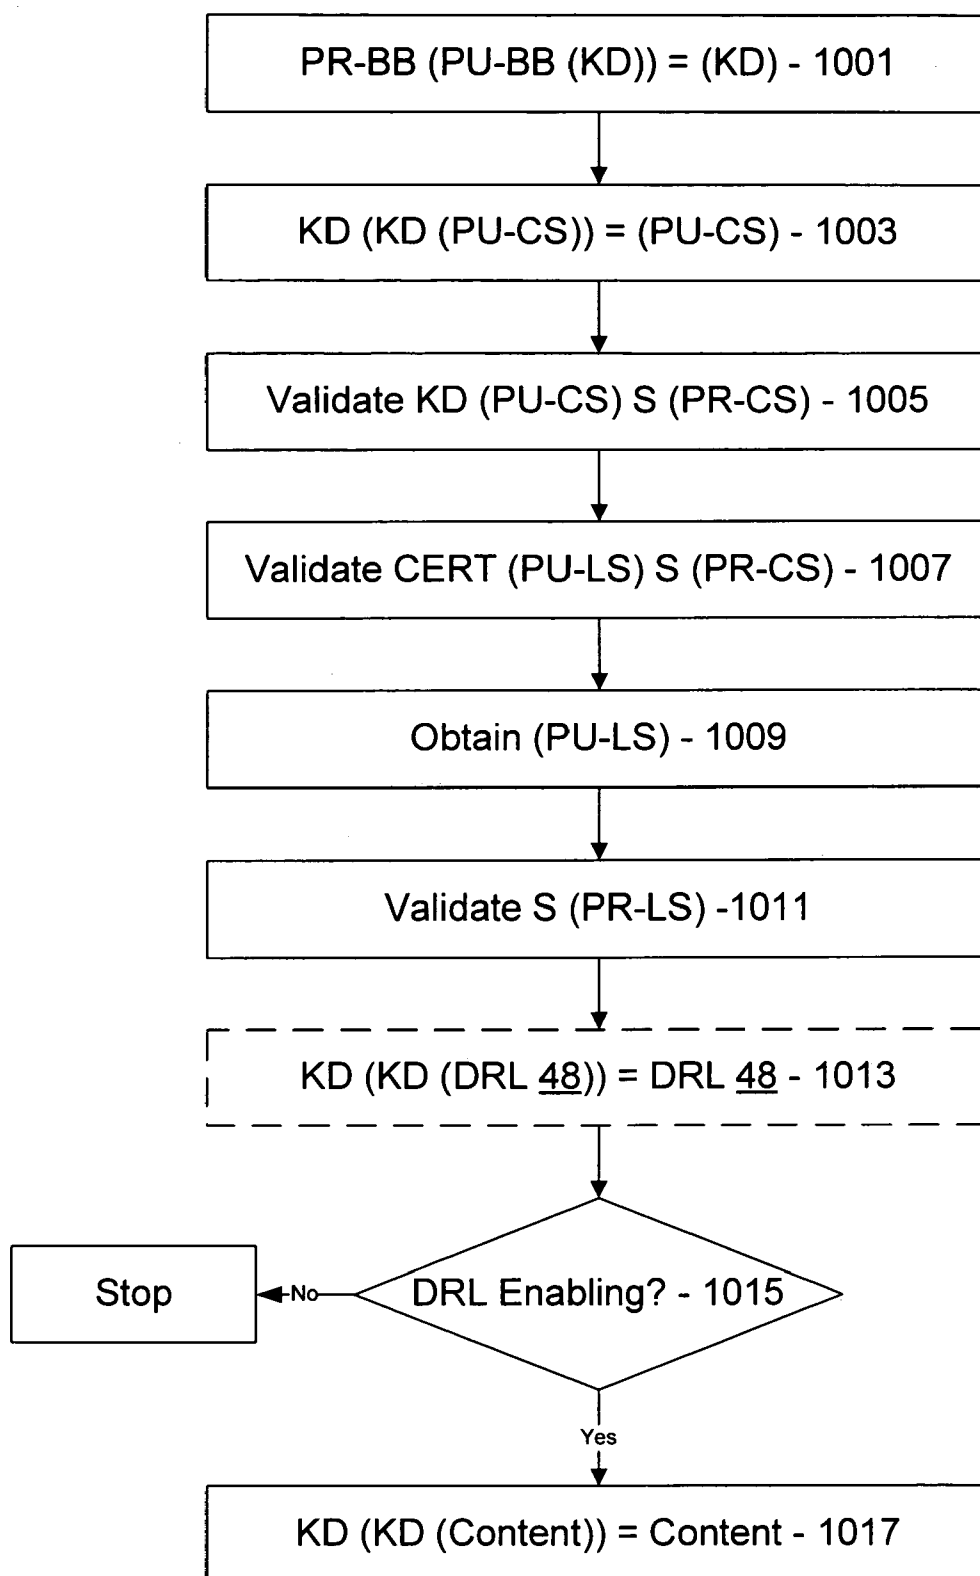 PR-BB (PU-BB (KD)) = (KD) - 1001
KD (KD (PU-CS)) = (PU-CS) - 1003
Validate KD (PU-CS) S (PR-CS) - 1005
Validate CERT (PU-LS) S (PR-CS) - 1007
Obtain (PU-LS) - 1009
Validate S (PR-LS) -1011
KD (KD (DRL 48)) = DRL 48 - 1013
DRL Enabling? - 1015
No
Stop
Yes
KD (KD (Content)) = Content - 1017